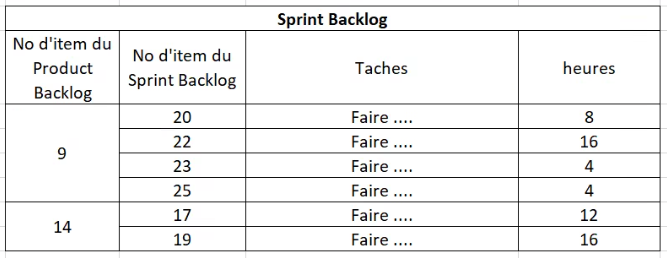 Sprint Backlog
No d'item du
Product
Backlog
No d'item du
Sprint Backlog
Taches
heures
9
20 Faire .... 8
22 Faire .... 16
23 Faire .... 4
25 Faire .... 4
14
17 Faire .... 12
19 Faire .... 16